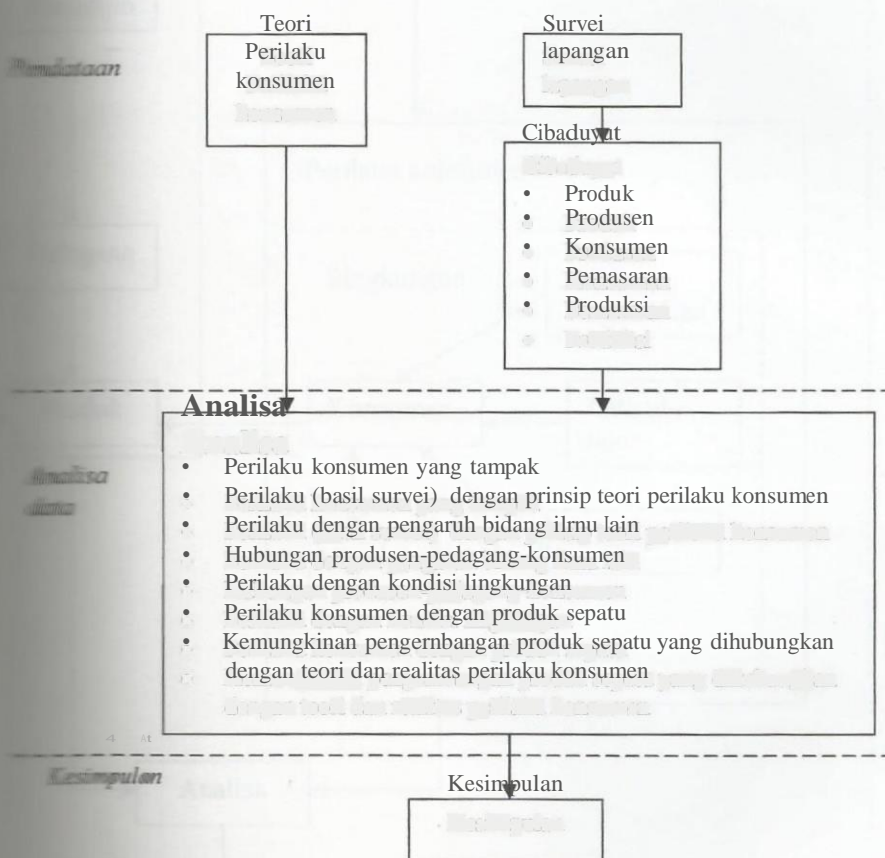 Teori
Perilaku
konsumen
Survei
lapangan
Pendataan
Cibaduyut
• Produk
• Produsen
• Konsumen
• Pemasaran
• Produksi
Analisa
Analisa
data
• Perilaku konsumen yang tampak
• Perilaku (basil survei) dengan prinsip teori perilaku konsumen
• Perilaku dengan pengaruh bidang ilmu lain
• Hubungan produsen-pedagang-konsumen
• Perilaku dengan kondisi lingkungan
• Perilaku konsumen dengan produk sepatu
• Kemungkinan pengernbangan produk sepatu yang dihubungkan
dengan teori dan realitas perilaku konsumen
Kesimpulan
Kesimpulan